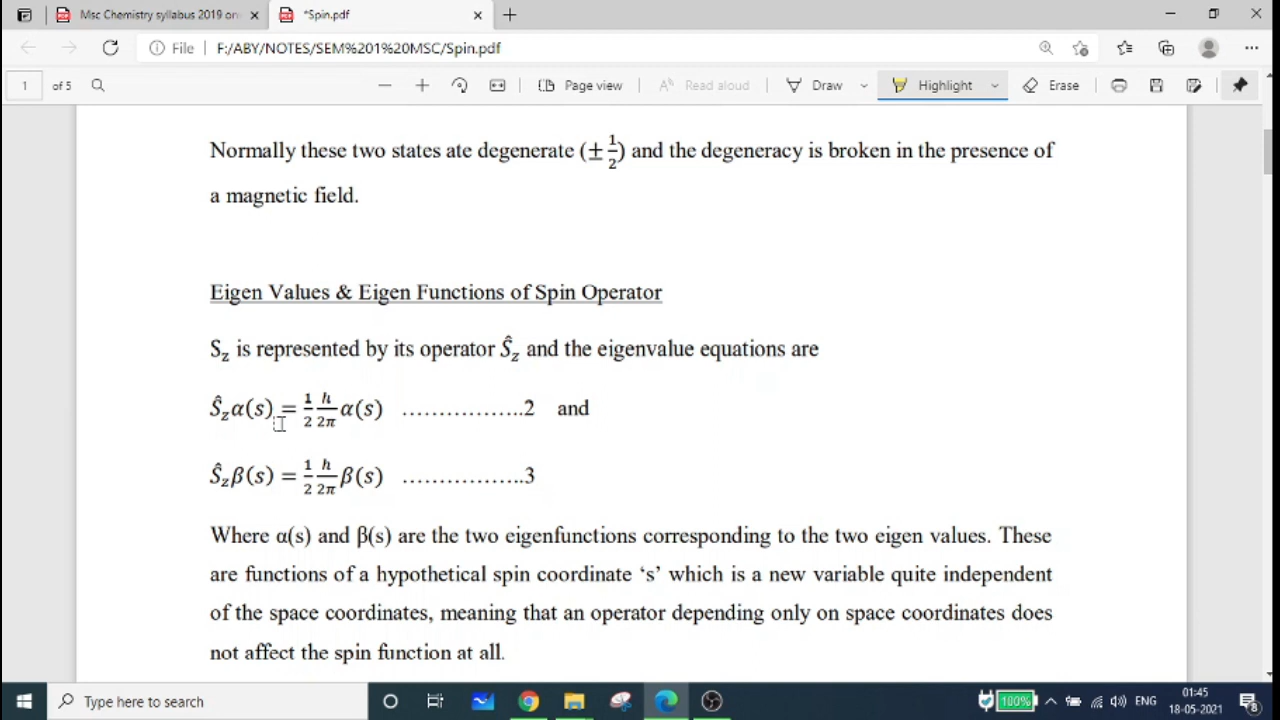 Msc Chemistry syllabus 2019 on
*Spin.pdf
File F:/ABY/NOTES/SEM%201%20MSC/Spin.pdf
1 of 5 Page view Read aloud Draw Highlight Erase
Normally these two states ate degenerate (± 1/2) and the degeneracy is broken in the presence of
a magnetic field.
Eigen Values & Eigen Functions of Spin Operator
S_z is represented by its operator Ŝ_z and the eigenvalue equations are
Ŝ_zα(s) = 1/2 h/2π α(s) .................2 and
Ŝ_zβ(s) = 1/2 h/2π β(s) .................3
Where α(s) and β(s) are the two eigenfunctions corresponding to the two eigen values. These
are functions of a hypothetical spin coordinate ‘s’ which is a new variable quite independent
of the space coordinates, meaning that an operator depending only on space coordinates does
not affect the spin function at all.
Type here to search 100% ENG 01:45
18-05-2021 8